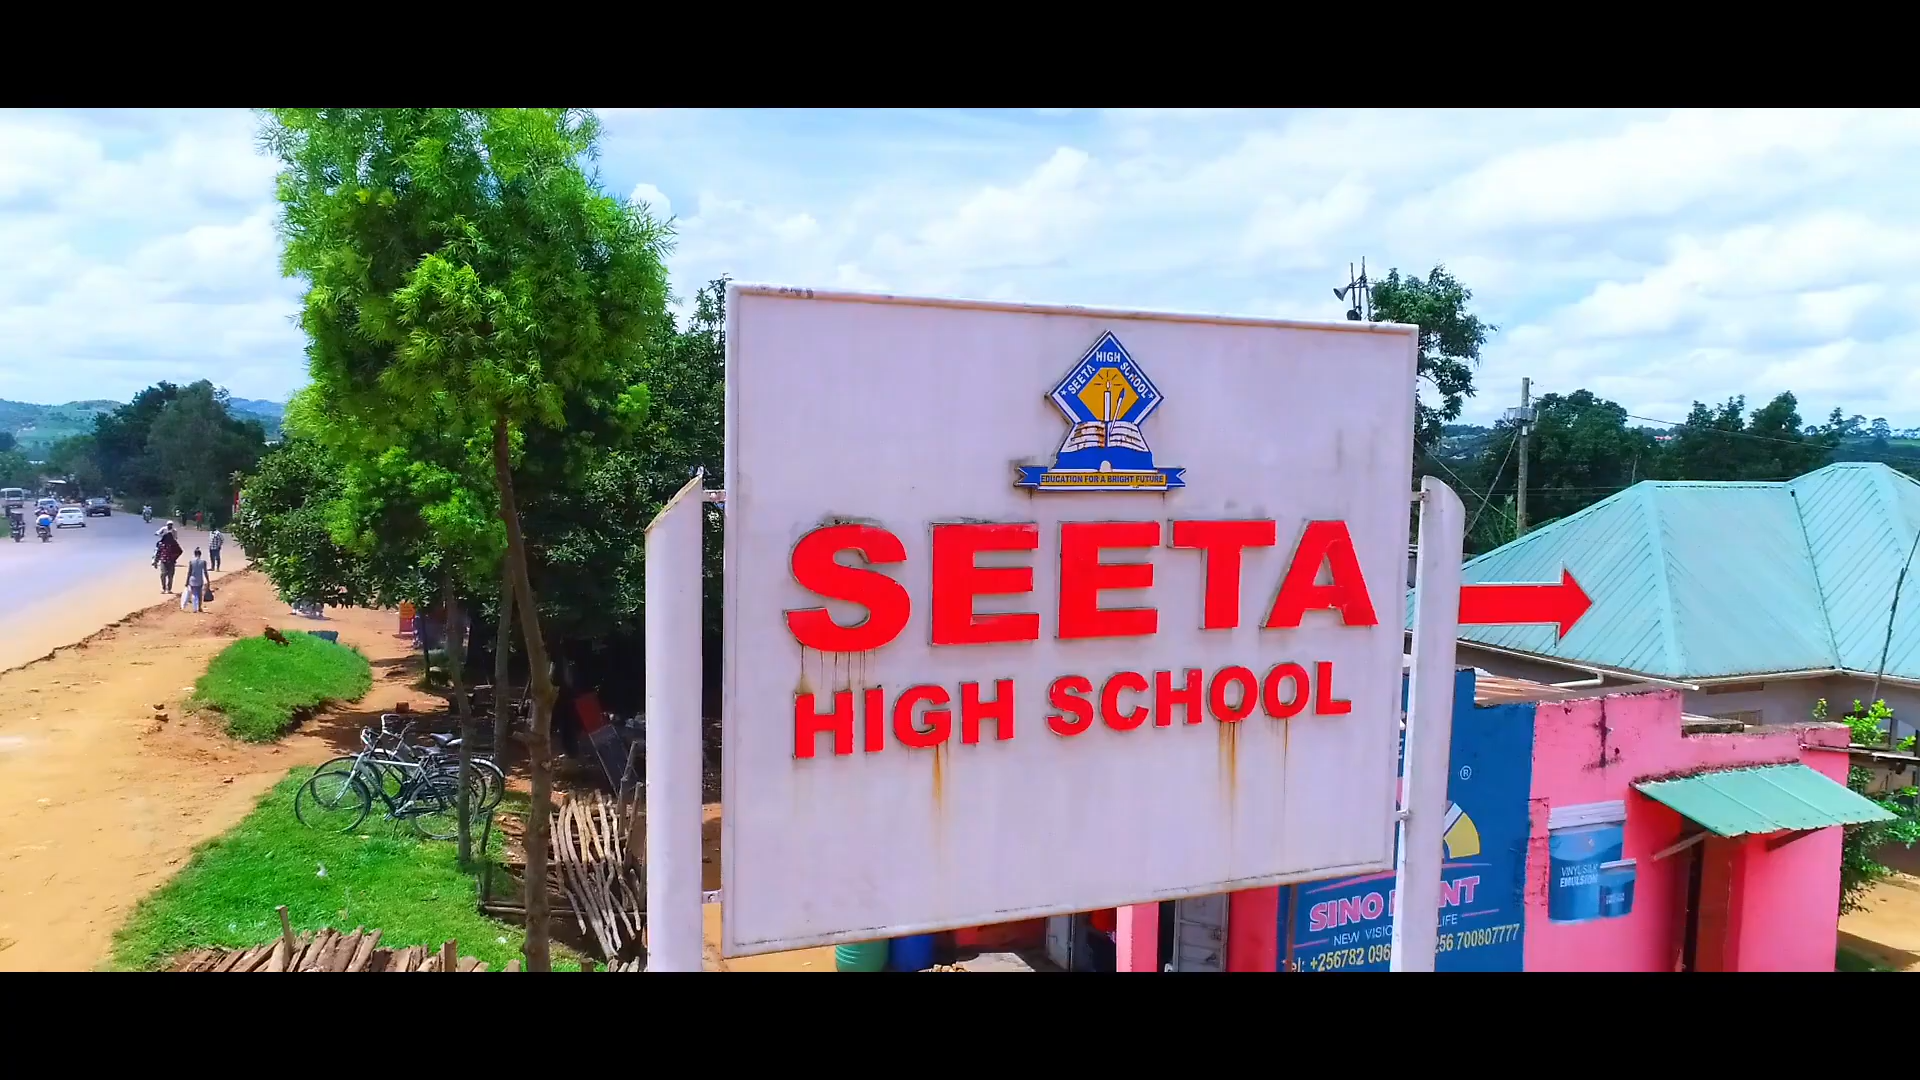 SEETA HIGH SCHOOL
EDUCATION FOR A BRIGHT FUTURE
SEETA
HIGH SCHOOL
®
VINYL SILK
EMULSION
SINO
NEW LIFE
Tel: +256782 096 256 700807777